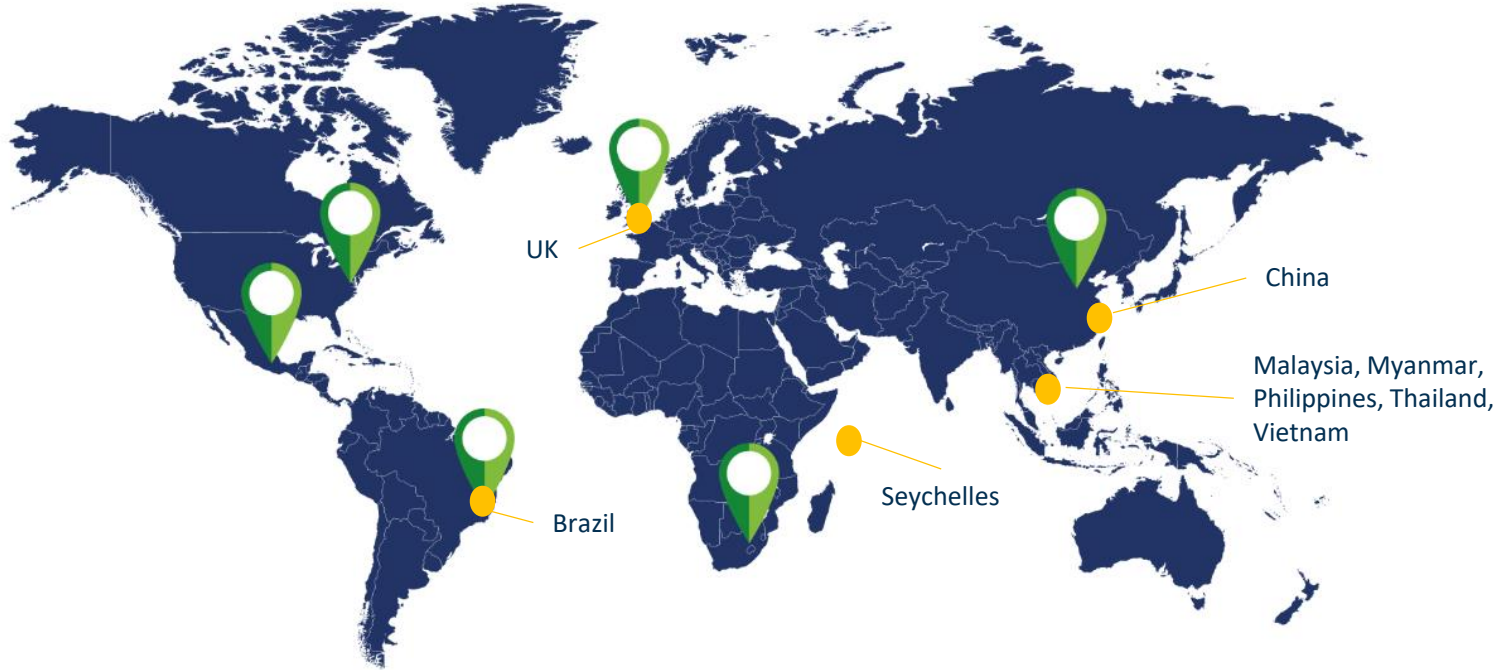 UK
China
Malaysia, Myanmar,
Philippines, Thailand,
Vietnam
Seychelles
Brazil